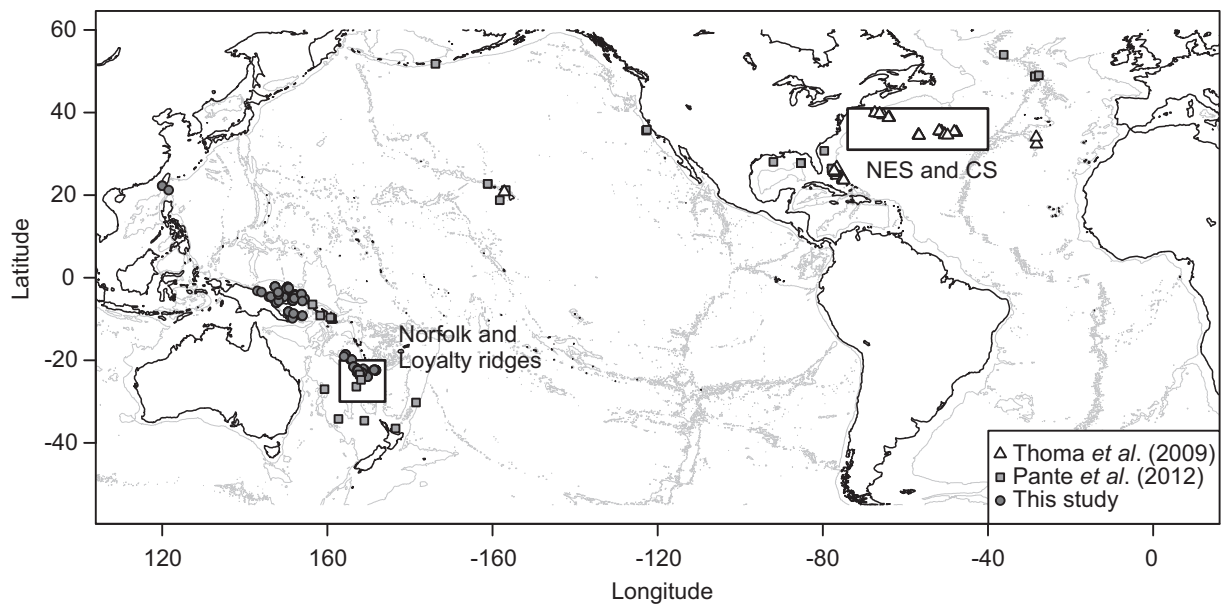 60
40
20
0
-20
-40
Latitude
NES and CS
Norfolk and
Loyalty ridges
Thoma et al. (2009)
Pante et al. (2012)
This study
120
160
-160
-120
-80
-40
0
Longitude